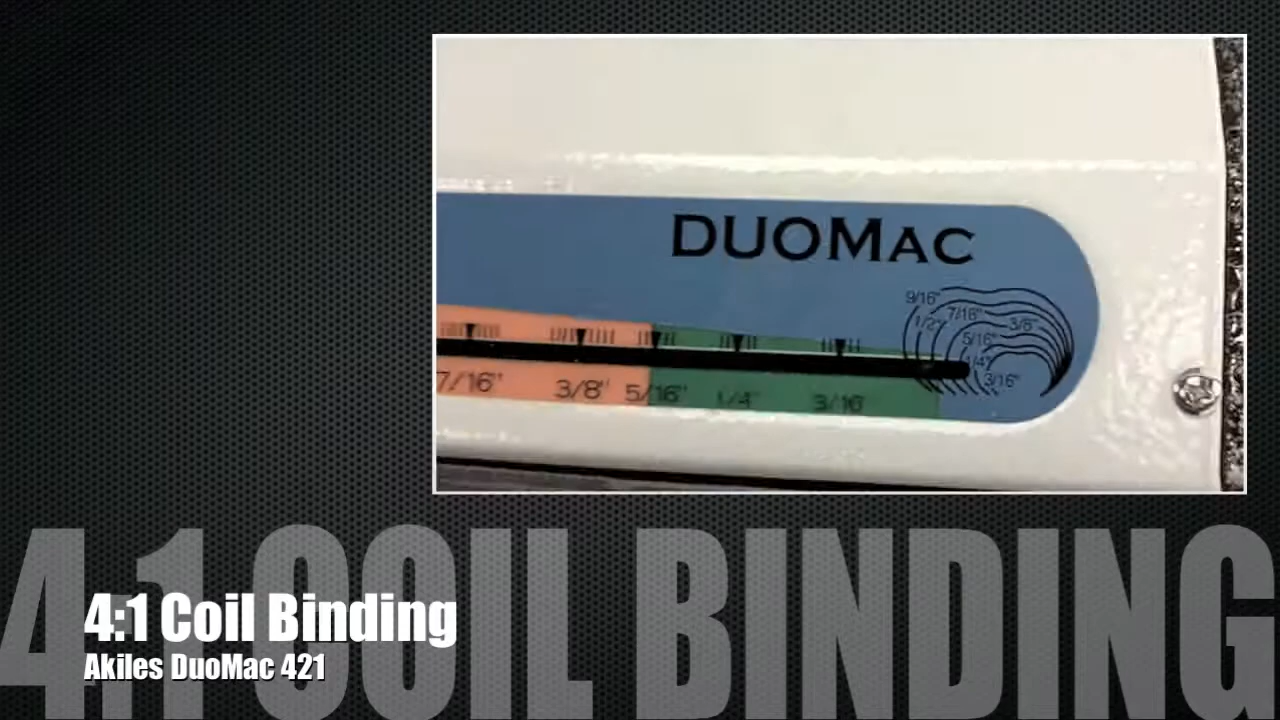 DUOMAC
9/16"
7/16"
1/2"
3/8"
5/16"
1/4"
3/16"
7/16" 3/8" 5/16" 1/4" 3/16"
4:1 COIL BINDING
4:1 Coil Binding
Akiles DuoMac 421